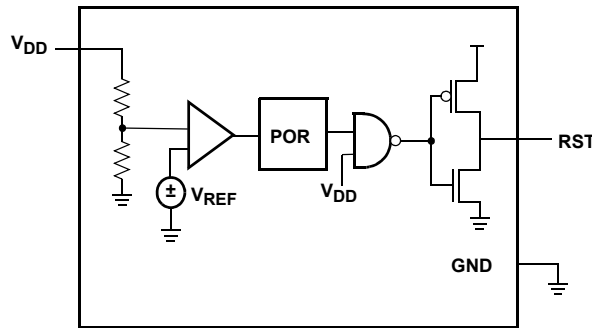 VDD
POR
RST
VREF
VDD
GND